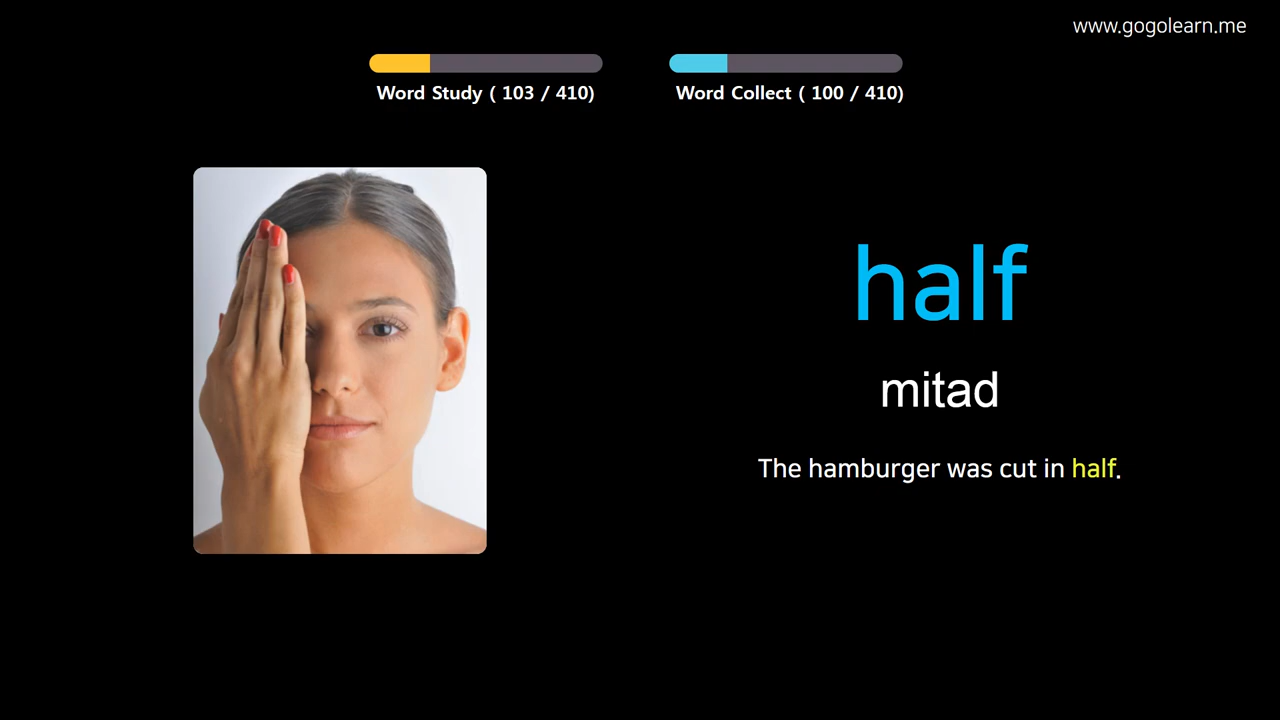 www.gogolearn.me
Word Study ( 103 / 410)
Word Collect ( 100 / 410)
half
mitad
The hamburger was cut in half.